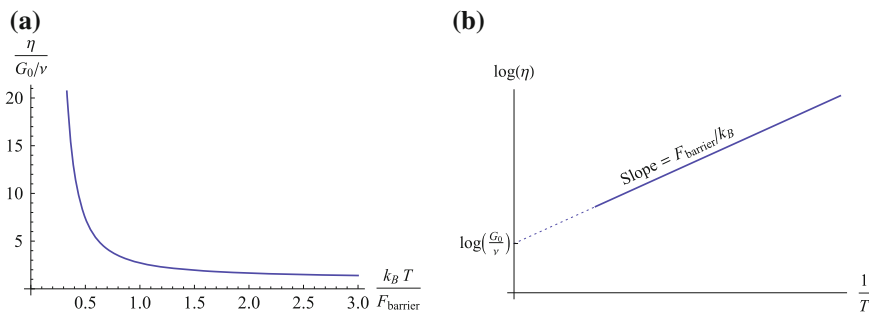 (a)
η
G₀/ν
20
15
10
5
0.5 1.0 1.5 2.0 2.5 3.0
k_B T
F_barrier
(b)
log(η)
Slope = F_barrier/k_B
log(G₀/ν)
1
T